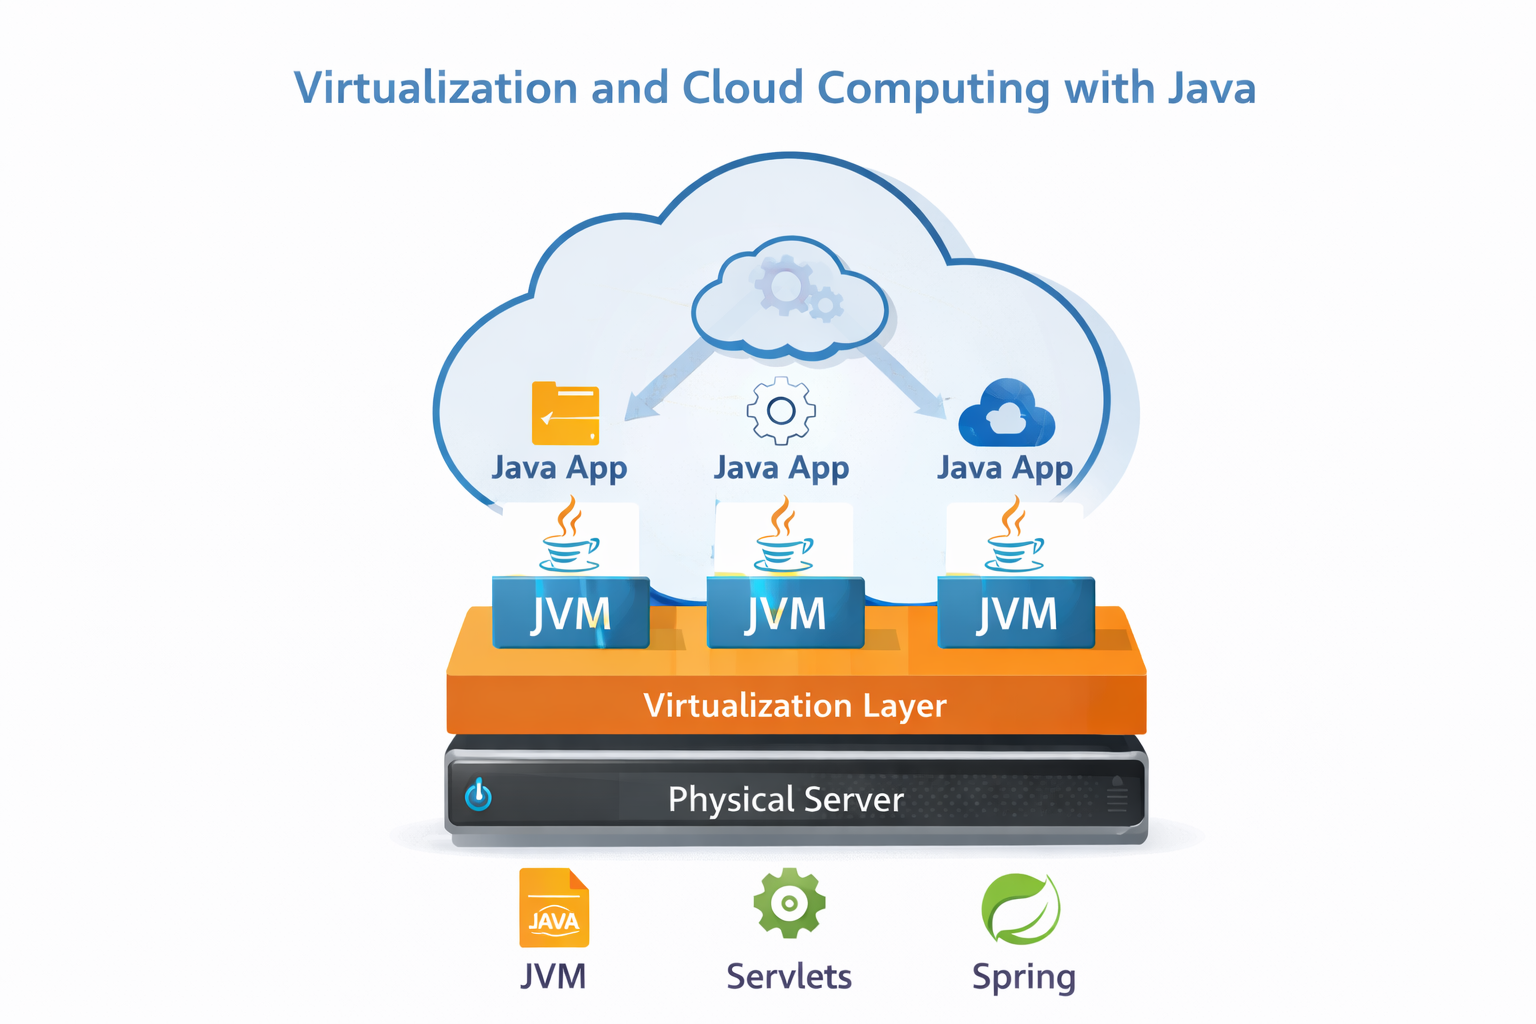 Virtualization and Cloud Computing with Java
Java App
Java App
Java App
JVM
JVM
JVM
Virtualization Layer
Physical Server
JAVA
JVM
Servlets
Spring